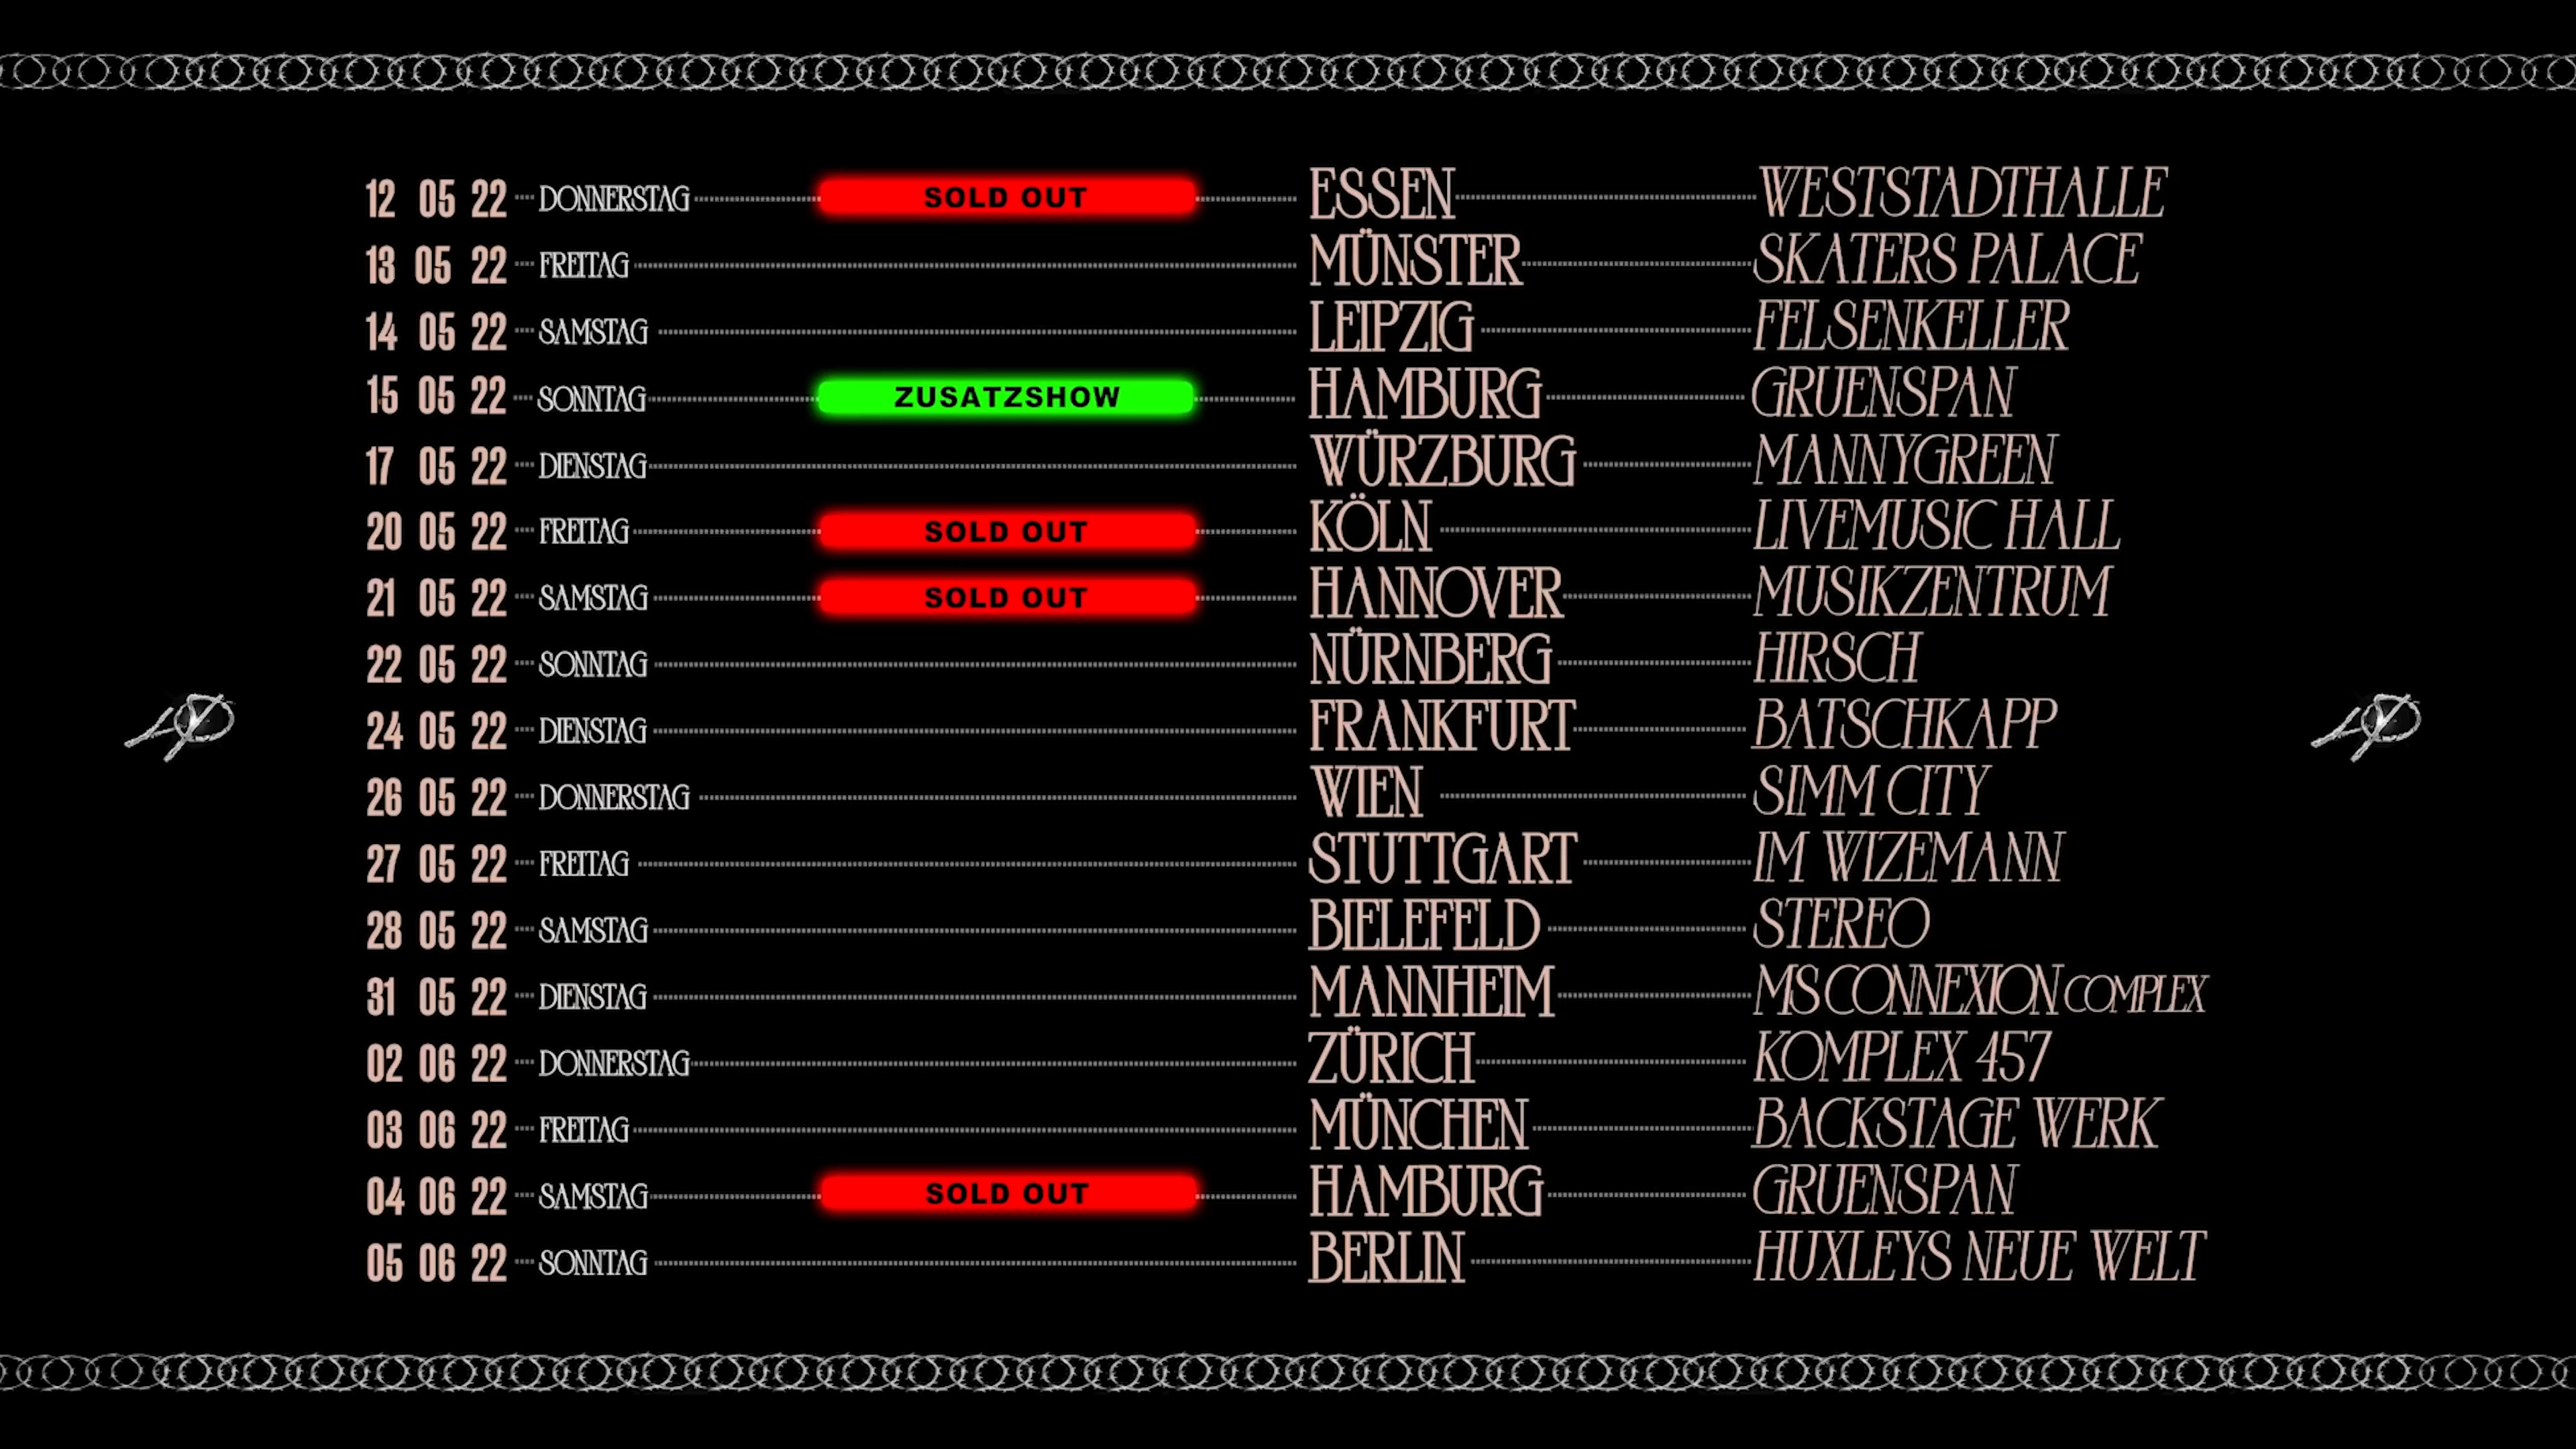 12 05 22 DONNERSTAG SOLD OUT ESSEN WESTSTADTHALLE
13 05 22 FREITAG MÜNSTER SKATERS PALACE
14 05 22 SAMSTAG LEIPZIG FELSENKELLER
15 05 22 SONNTAG ZUSATZSHOW HAMBURG GRUENSPAN
17 05 22 DIENSTAG WÜRZBURG MANNYGREEN
20 05 22 FREITAG SOLD OUT KÖLN LIVEMUSIC HALL
21 05 22 SAMSTAG SOLD OUT HANNOVER MUSIKZENTRUM
22 05 22 SONNTAG NÜRNBERG HIRSCH
24 05 22 DIENSTAG FRANKFURT BATSCHKAPP
26 05 22 DONNERSTAG WIEN SIMM CITY
27 05 22 FREITAG STUTTGART IM WIZEMANN
28 05 22 SAMSTAG BIELEFELD STEREO
31 05 22 DIENSTAG MANNHEIM MS CONNEXION COMPLEX
02 06 22 DONNERSTAG ZÜRICH KOMPLEX 457
03 06 22 FREITAG MÜNCHEN BACKSTAGE WERK
04 06 22 SAMSTAG SOLD OUT HAMBURG GRUENSPAN
05 06 22 SONNTAG BERLIN HUXLEYS NEUE WELT